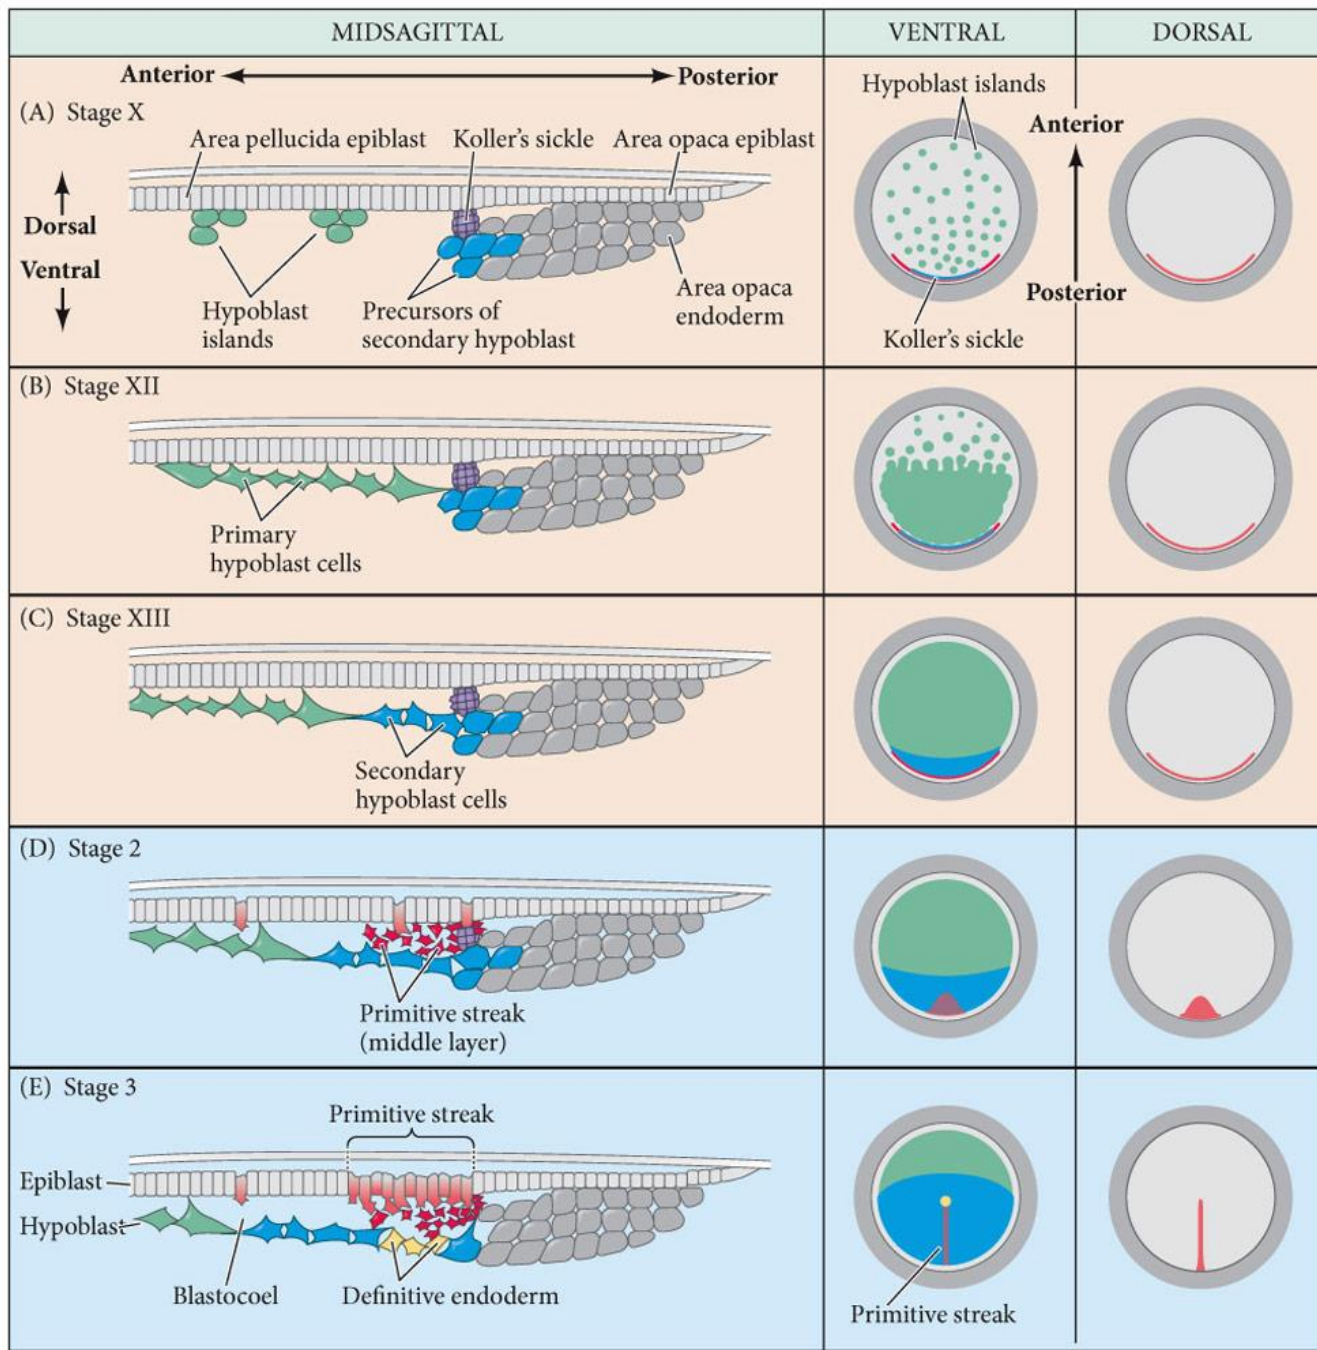 MIDSAGITTAL
VENTRAL
DORSAL
Anterior
Posterior
(A) Stage X
Area pellucida epiblast
Koller's sickle
Area opaca epiblast
Dorsal
Ventral
Hypoblast
islands
Precursors of
secondary hypoblast
Area opaca
endoderm
Hypoblast islands
Anterior
Posterior
Koller's sickle
(B) Stage XII
Primary
hypoblast cells
(C) Stage XIII
Secondary
hypoblast cells
(D) Stage 2
Primitive streak
(middle layer)
(E) Stage 3
Primitive streak
Epiblast
Hypoblast
Blastocoel
Definitive endoderm
Primitive streak